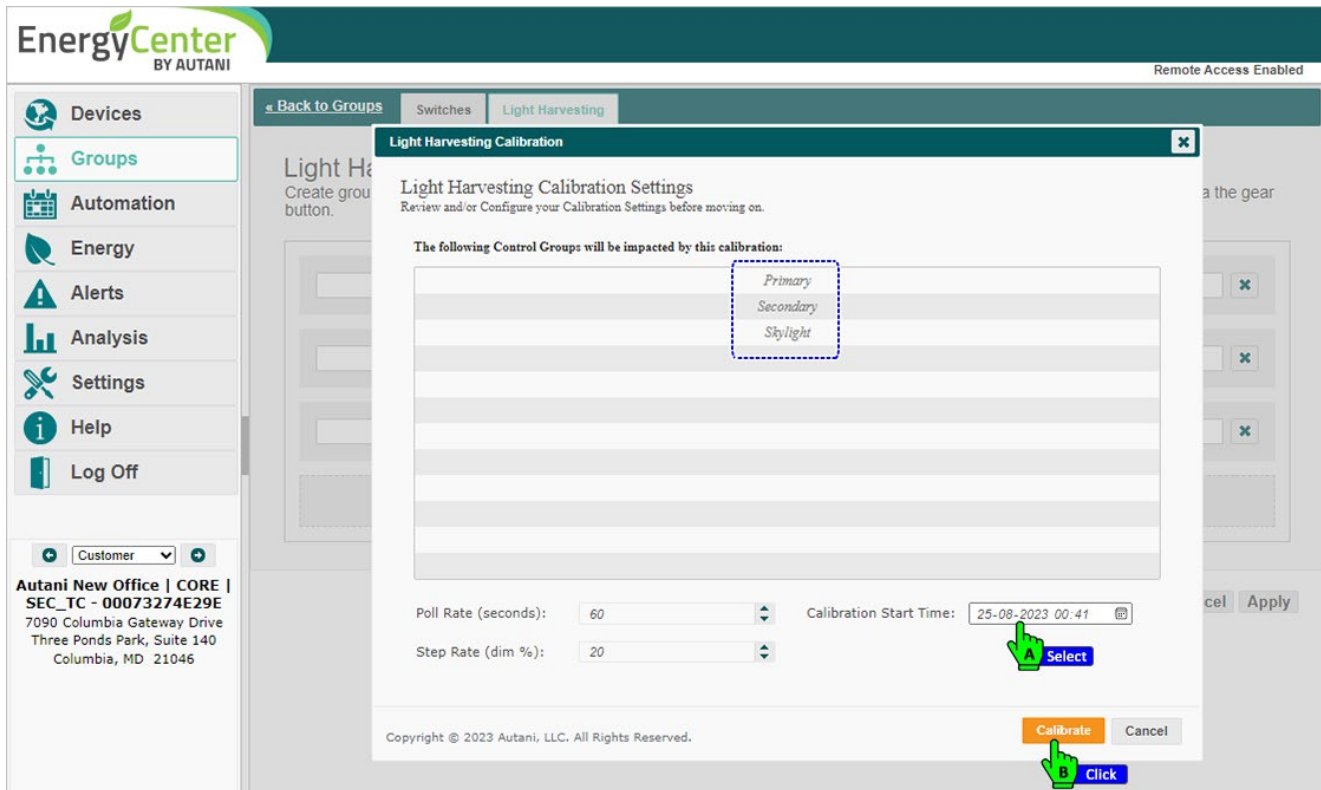 EnergyCenter
BY AUTANI
Remote Access Enabled
Devices
Groups
Automation
Energy
Alerts
Analysis
Settings
Help
Log Off
Customer
Autani New Office | CORE |
SEC_TC - 00073274E29E
7090 Columbia Gateway Drive
Three Ponds Park, Suite 140
Columbia, MD 21046
« Back to Groups
Switches
Light Harvesting
Light Ha
Create grou
button.
a the gear
Light Harvesting Calibration
Light Harvesting Calibration Settings
Review and/or Configure your Calibration Settings before moving on.
The following Control Groups will be impacted by this calibration:
Primary
Secondary
Skylight
Poll Rate (seconds): 60
Calibration Start Time: 25-08-2023 00:41
Step Rate (dim %): 20
A Select
cel Apply
Copyright © 2023 Autani, LLC. All Rights Reserved.
Calibrate Cancel
B Click